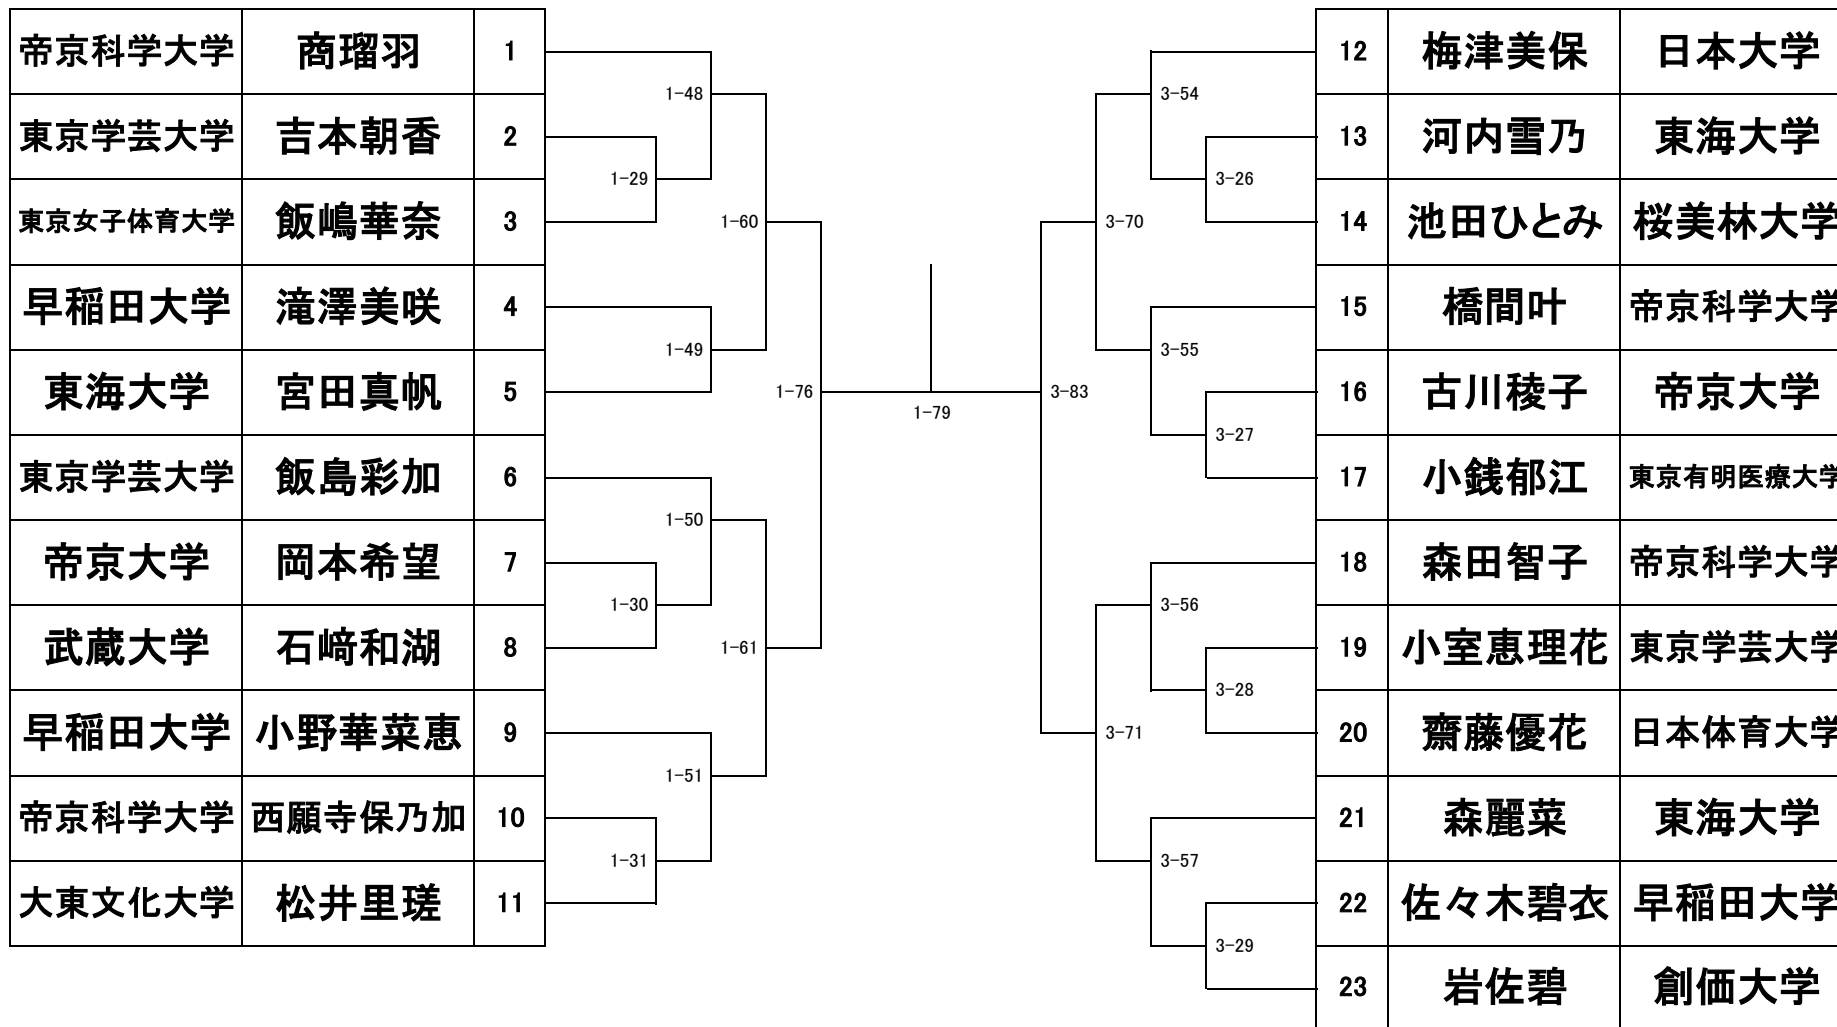 帝京科学大学 商瑠羽 1
東京学芸大学 吉本朝香 2
東京女子体育大学 飯嶋華奈 3
早稲田大学 滝澤美咲 4
東海大学 宮田真帆 5
東京学芸大学 飯島彩加 6
帝京大学 岡本希望 7
武蔵大学 石﨑和湖 8
早稲田大学 小野華菜恵 9
帝京科学大学 西願寺保乃加 10
大東文化大学 松井里瑳 11
1-48
1-29
1-60
1-49
1-76
1-50
1-30
1-61
1-51
1-31
1-79
3-54
3-26
3-70
3-55
3-83
3-27
3-56
3-28
3-71
3-57
3-29
12 梅津美保 日本大学
13 河内雪乃 東海大学
14 池田ひとみ 桜美林大学
15 橋間叶 帝京科学大学
16 古川稜子 帝京大学
17 小銭郁江 東京有明医療大学
18 森田智子 帝京科学大学
19 小室恵理花 東京学芸大学
20 齋藤優花 日本体育大学
21 森麗菜 東海大学
22 佐々木碧衣 早稲田大学
23 岩佐碧 創価大学